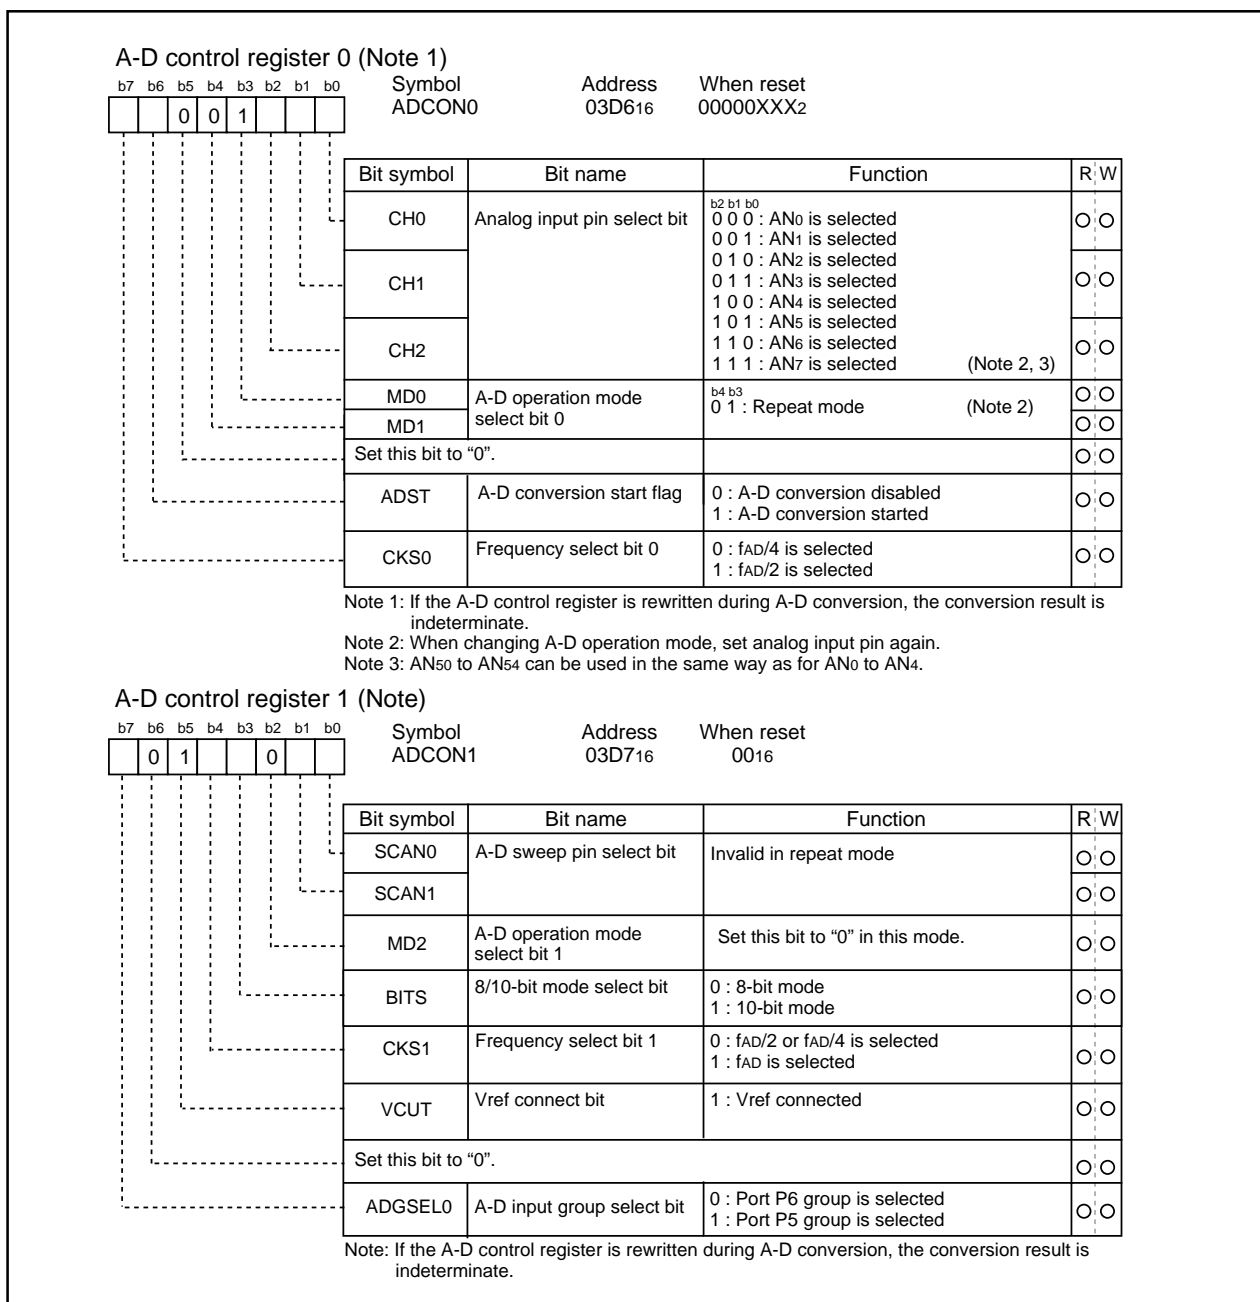 A-D control register 0 (Note 1)
b7 b6 b5 b4 b3 b2 b1 b0
Symbol Address When reset
ADCON0 03D616 00000XXX2
0 0 1
Bit symbol Bit name Function R W
CH0 Analog input pin select bit
b2 b1 b0
0 0 0 : AN0 is selected
0 0 1 : AN1 is selected
0 1 0 : AN2 is selected
CH1
0 1 1 : AN3 is selected
1 0 0 : AN4 is selected
1 0 1 : AN5 is selected
CH2
1 1 0 : AN6 is selected
1 1 1 : AN7 is selected (Note 2, 3)
MD0 A-D operation mode
select bit 0
b4 b3
0 1 : Repeat mode (Note 2)
MD1
Set this bit to “0”.
ADST A-D conversion start flag 0 : A-D conversion disabled
1 : A-D conversion started
CKS0 Frequency select bit 0 0 : fAD/4 is selected
1 : fAD/2 is selected
Note 1: If the A-D control register is rewritten during A-D conversion, the conversion result is
indeterminate.
Note 2: When changing A-D operation mode, set analog input pin again.
Note 3: AN50 to AN54 can be used in the same way as for AN0 to AN4.
A-D control register 1 (Note)
b7 b6 b5 b4 b3 b2 b1 b0
Symbol Address When reset
ADCON1 03D716 0016
0 1 0
Bit symbol Bit name Function R W
SCAN0 A-D sweep pin select bit Invalid in repeat mode
SCAN1
MD2 A-D operation mode
select bit 1
Set this bit to “0” in this mode.
BITS 8/10-bit mode select bit 0 : 8-bit mode
1 : 10-bit mode
CKS1 Frequency select bit 1 0 : fAD/2 or fAD/4 is selected
1 : fAD is selected
VCUT Vref connect bit 1 : Vref connected
Set this bit to “0”.
ADGSEL0 A-D input group select bit 0 : Port P6 group is selected
1 : Port P5 group is selected
Note: If the A-D control register is rewritten during A-D conversion, the conversion result is
indeterminate.